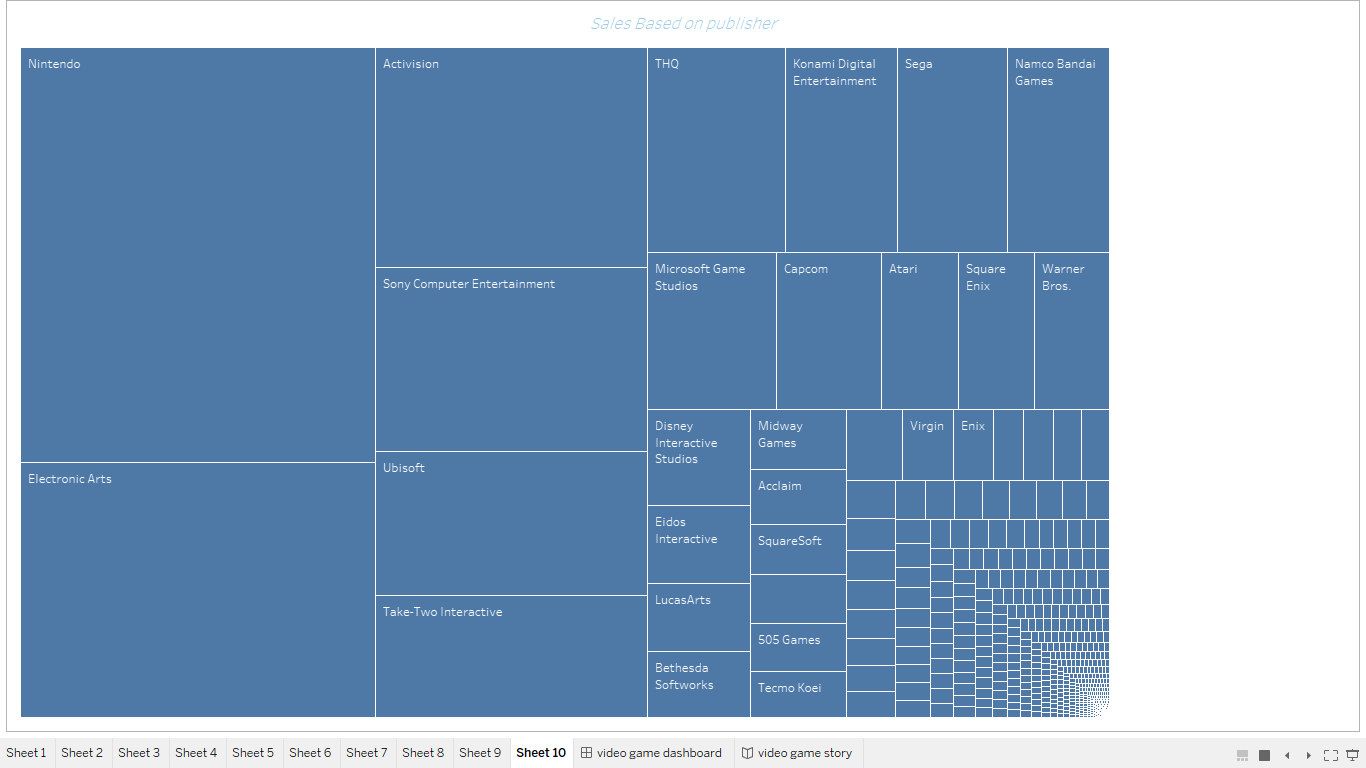 Sales Based on publisher
Nintendo
Activision
THQ
Konami Digital
Entertainment
Sega
Namco Bandai
Games
Microsoft Game
Studios
Capcom
Atari
Square
Enix
Warner
Bros.
Sony Computer Entertainment
Ubisoft
Take-Two Interactive
Electronic Arts
Disney
Interactive
Studios
Midway
Games
Virgin
Enix
Acclaim
Eidos
Interactive
SquareSoft
LucasArts
505 Games
Bethesda
Softworks
Tecmo Koei
Sheet 1 Sheet 2 Sheet 3 Sheet 4 Sheet 5 Sheet 6 Sheet 7 Sheet 8 Sheet 9 Sheet 10 video game dashboard video game story